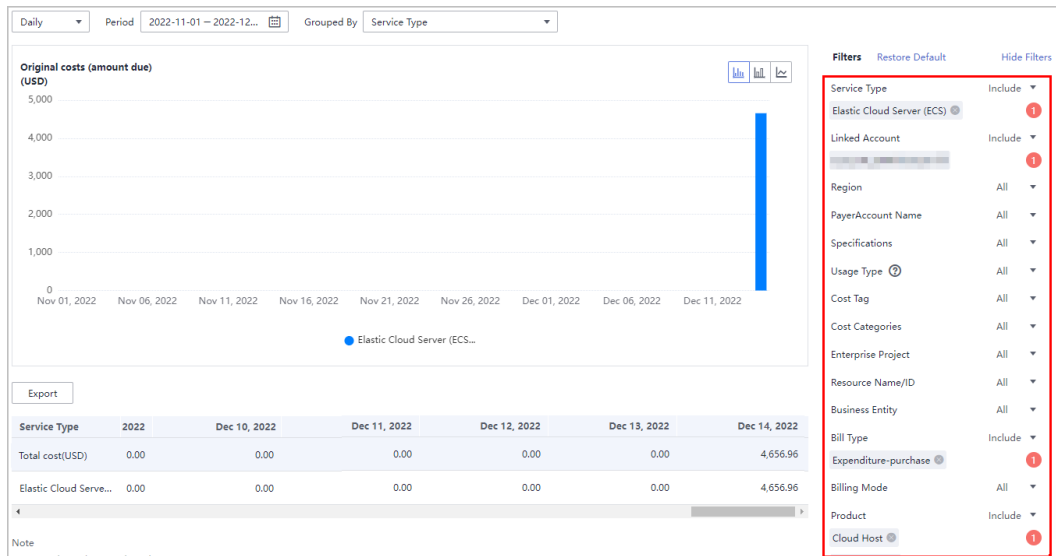 Daily Period 2022-11-01 – 2022-12... Grouped By Service Type
Original costs (amount due)
(USD)
5,000
4,000
3,000
2,000
1,000
0
Nov 01, 2022 Nov 06, 2022 Nov 11, 2022 Nov 16, 2022 Nov 21, 2022 Nov 26, 2022 Dec 01, 2022 Dec 06, 2022 Dec 11, 2022
Elastic Cloud Server (ECS...
Export
Service Type 2022 Dec 10, 2022 Dec 11, 2022 Dec 12, 2022 Dec 13, 2022 Dec 14, 2022
Total cost(USD) 0.00 0.00 0.00 0.00 0.00 4,656.96
Elastic Cloud Serve... 0.00 0.00 0.00 0.00 0.00 4,656.96
Note
Filters Restore Default Hide Filters
Service Type Include
Elastic Cloud Server (ECS) 1
Linked Account Include
1
Region All
PayerAccount Name All
Specifications All
Usage Type ? All
Cost Tag All
Cost Categories All
Enterprise Project All
Resource Name/ID All
Business Entity All
Bill Type Include
Expenditure-purchase 1
Billing Mode All
Product Include
Cloud Host 1